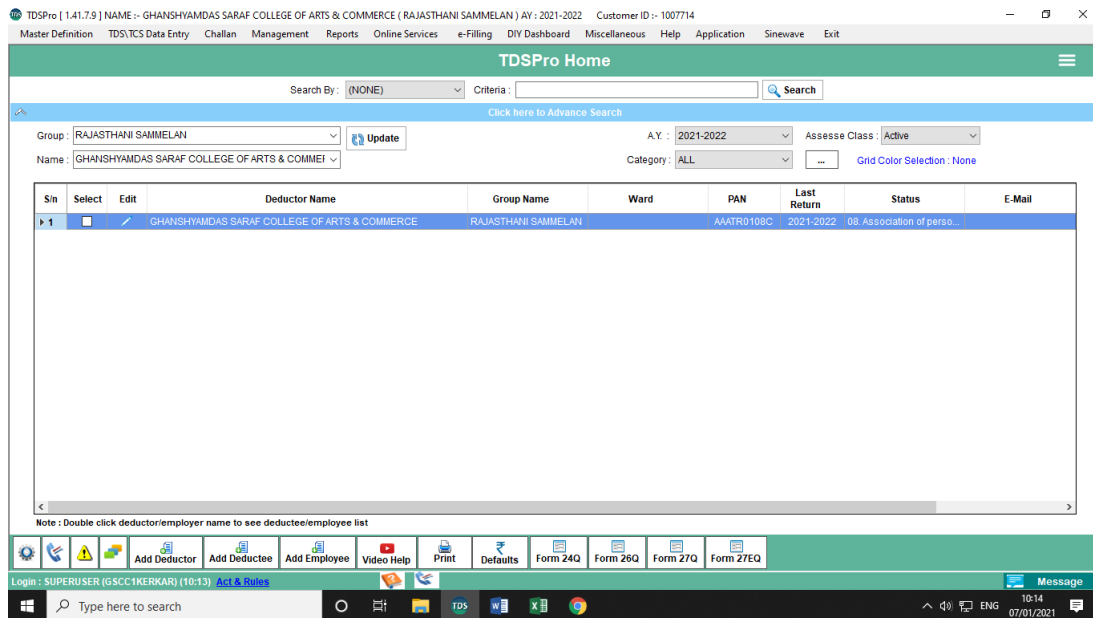 TDSPro [ 1.41.7.9 ] NAME :- GHANSHYAMDAS SARAF COLLEGE OF ARTS & COMMERCE ( RAJASTHANI SAMMELAN ) AY : 2021-2022 Customer ID :- 1007714
Master Definition TDS\TCS Data Entry Challan Management Reports Online Services e-Filling DIY Dashboard Miscellaneous Help Application Sinewave Exit
TDSPro Home
Search By : (NONE) Criteria : Search
Click here to Advance Search
Group : RAJASTHANI SAMMELAN Update A.Y. : 2021-2022 Assesse Class : Active
Name : GHANSHYAMDAS SARAF COLLEGE OF ARTS & COMMEI Category : ALL ... Grid Color Selection : None
S/n Select Edit Deductor Name Group Name Ward PAN Last Return Status E-Mail
1 GHANSHYAMDAS SARAF COLLEGE OF ARTS & COMMERCE RAJASTHANI SAMMELAN AAATR0108C 2021-2022 08. Association of perso...
Note : Double click deductor/employer name to see deductee/employee list
Add Deductor Add Deductee Add Employee Video Help Print Defaults Form 24Q Form 26Q Form 27Q Form 27EQ
Login : SUPERUSER (GSCC1KERKAR) (10:13) Act & Rules Message
Type here to search TDS ENG 10:14
07/01/2021